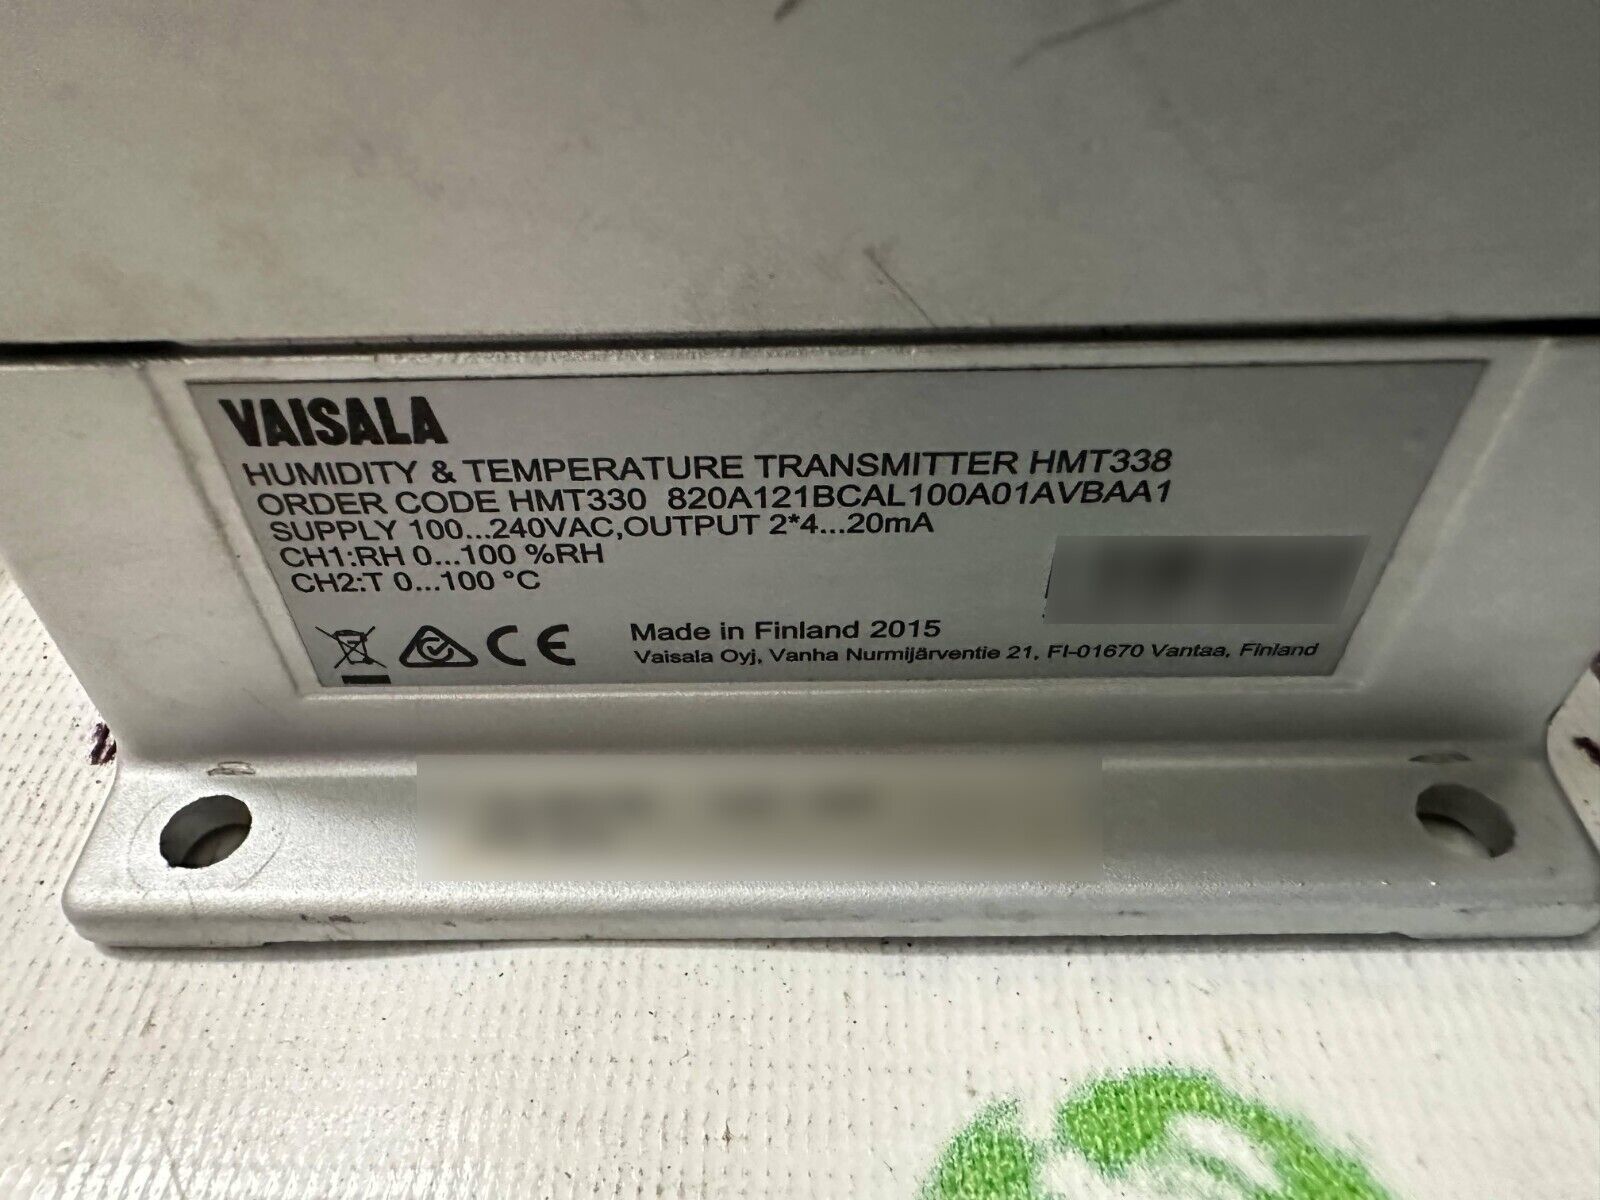 VAISALA
HUMIDITY & TEMPERATURE TRANSMITTER HMT338
ORDER CODE HMT330 820A121BCAL100A01AVBAA1
SUPPLY 100...240VAC,OUTPUT 2*4...20mA
CH1:RH 0...100 %RH
CH2:T 0...100 °C
CE
Made in Finland 2015
Vaisala Oyj, Vanha Nurmijärventie 21, FI-01670 Vantaa, Finland